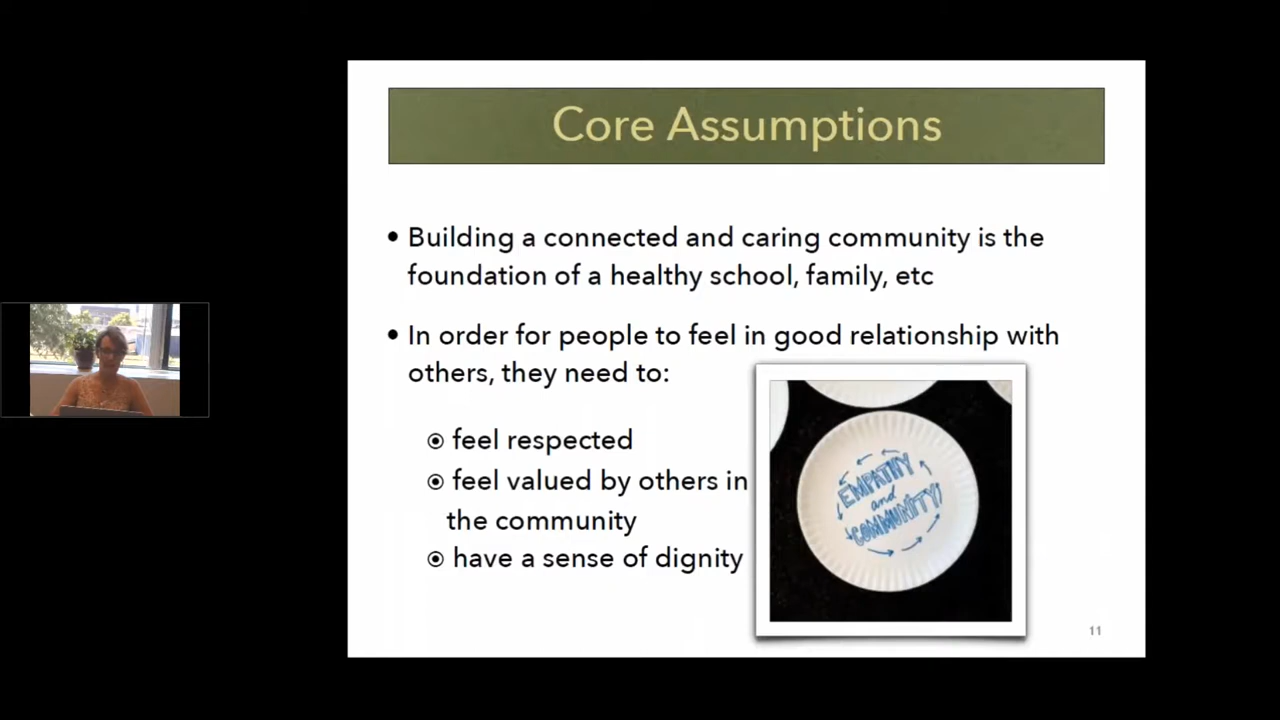 Core Assumptions
• Building a connected and caring community is the
foundation of a healthy school, family, etc
• In order for people to feel in good relationship with
others, they need to:
⦿ feel respected
⦿ feel valued by others in
the community
⦿ have a sense of dignity
EMPATHY
and
COMMUNITY
11